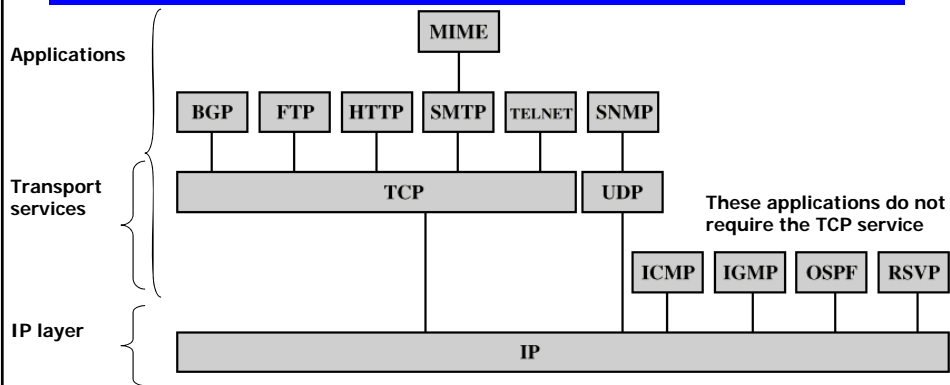 Applications
MIME
BGP FTP HTTP SMTP TELNET SNMP
Transport
services
TCP UDP
These applications do not
require the TCP service
ICMP IGMP OSPF RSVP
IP layer
IP